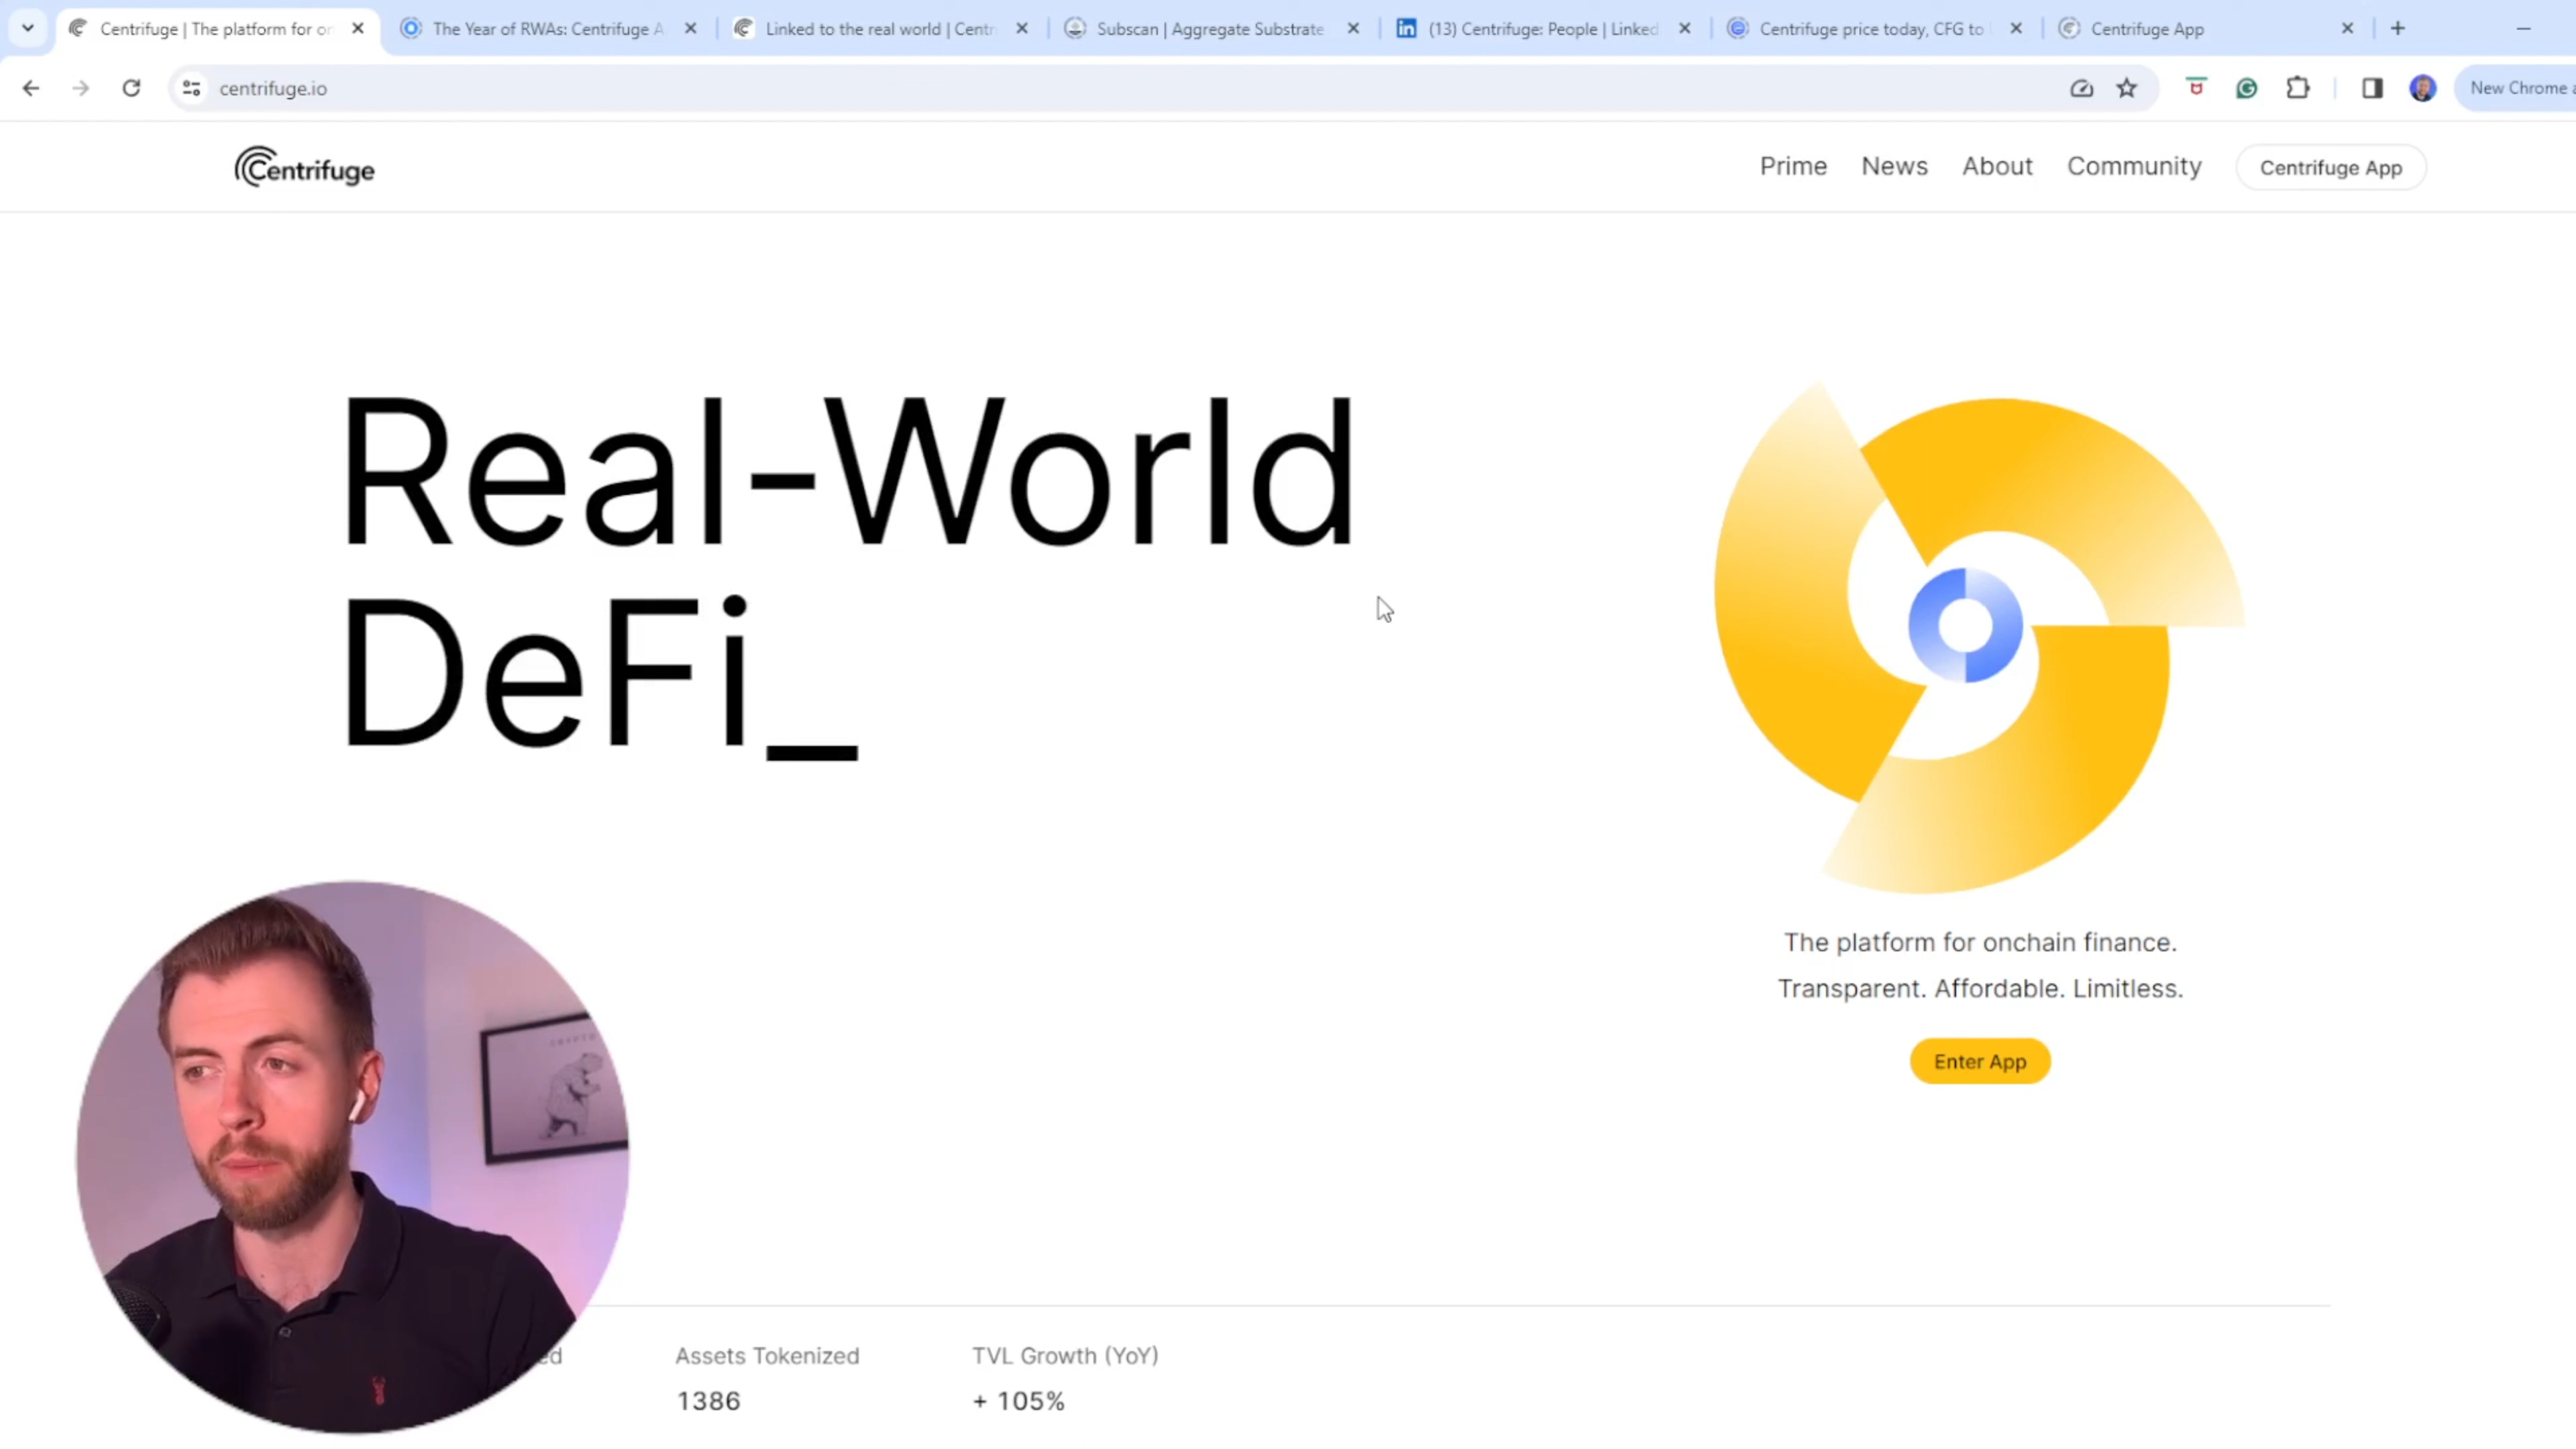 Centrifuge | The platform for on
The Year of RWAs: Centrifuge A
Linked to the real world | Centr
Subscan | Aggregate Substrate
(13) Centrifuge: People | Linked
Centrifuge price today, CFG to
Centrifuge App
centrifuge.io
New Chrome a
Centrifuge
Prime
News
About
Community
Centrifuge App
Real-World
DeFi_
The platform for onchain finance.
Transparent. Affordable. Limitless.
Enter App
CRYPTO
ed
Assets Tokenized
TVL Growth (YoY)
1386
+ 105%